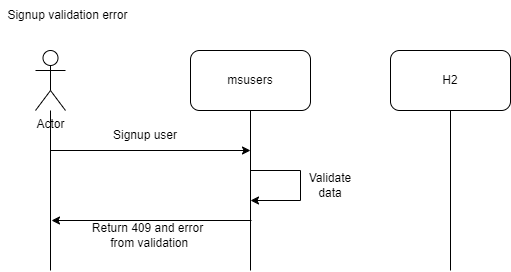 Signup validation error
msusers
H2
Actor
Signup user
Validate
data
Return 409 and error
from validation